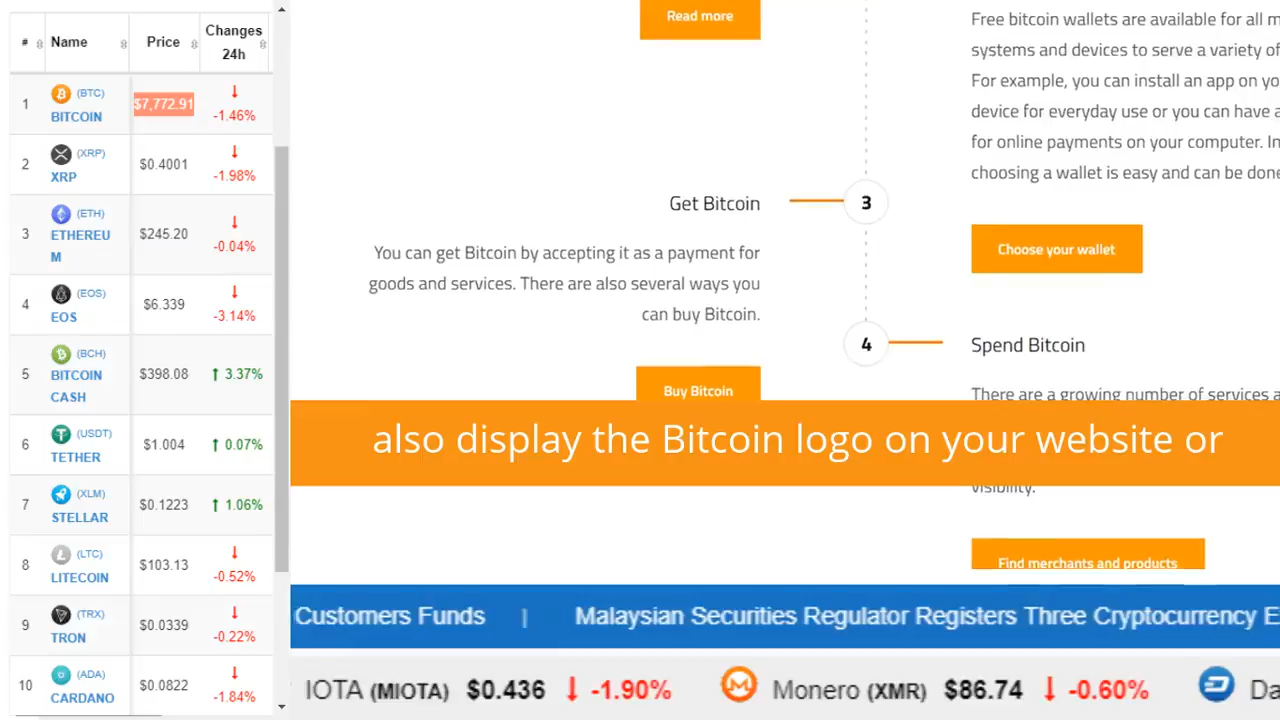 # Name Price Changes 24h
1 (BTC) BITCOIN $7,772.91 ↓ -1.46%
2 (XRP) XRP $0.4001 ↓ -1.98%
3 (ETH) ETHEREU M $245.20 ↓ -0.04%
4 (EOS) EOS $6.339 ↓ -3.14%
5 (BCH) BITCOIN CASH $398.08 ↑ 3.37%
6 (USDT) TETHER $1.004 ↑ 0.07%
7 (XLM) STELLAR $0.1223 ↑ 1.06%
8 (LTC) LITECOIN $103.13 ↓ -0.52%
9 (TRX) TRON $0.0339 ↓ -0.22%
10 (ADA) CARDANO $0.0822 ↓ -1.84%
Read more
Free bitcoin wallets are available for all m
systems and devices to serve a variety of
For example, you can install an app on yo
device for everyday use or you can have a
for online payments on your computer. In
choosing a wallet is easy and can be done
Choose your wallet
Get Bitcoin
3
You can get Bitcoin by accepting it as a payment for
goods and services. There are also several ways you
can buy Bitcoin.
Buy Bitcoin
4
Spend Bitcoin
There are a growing number of services a
also display the Bitcoin logo on your website or
visibility.
Find merchants and products
Customers Funds | Malaysian Securities Regulator Registers Three Cryptocurrency E
IOTA (MIOTA) $0.436 ↓ -1.90% Monero (XMR) $86.74 ↓ -0.60% Da